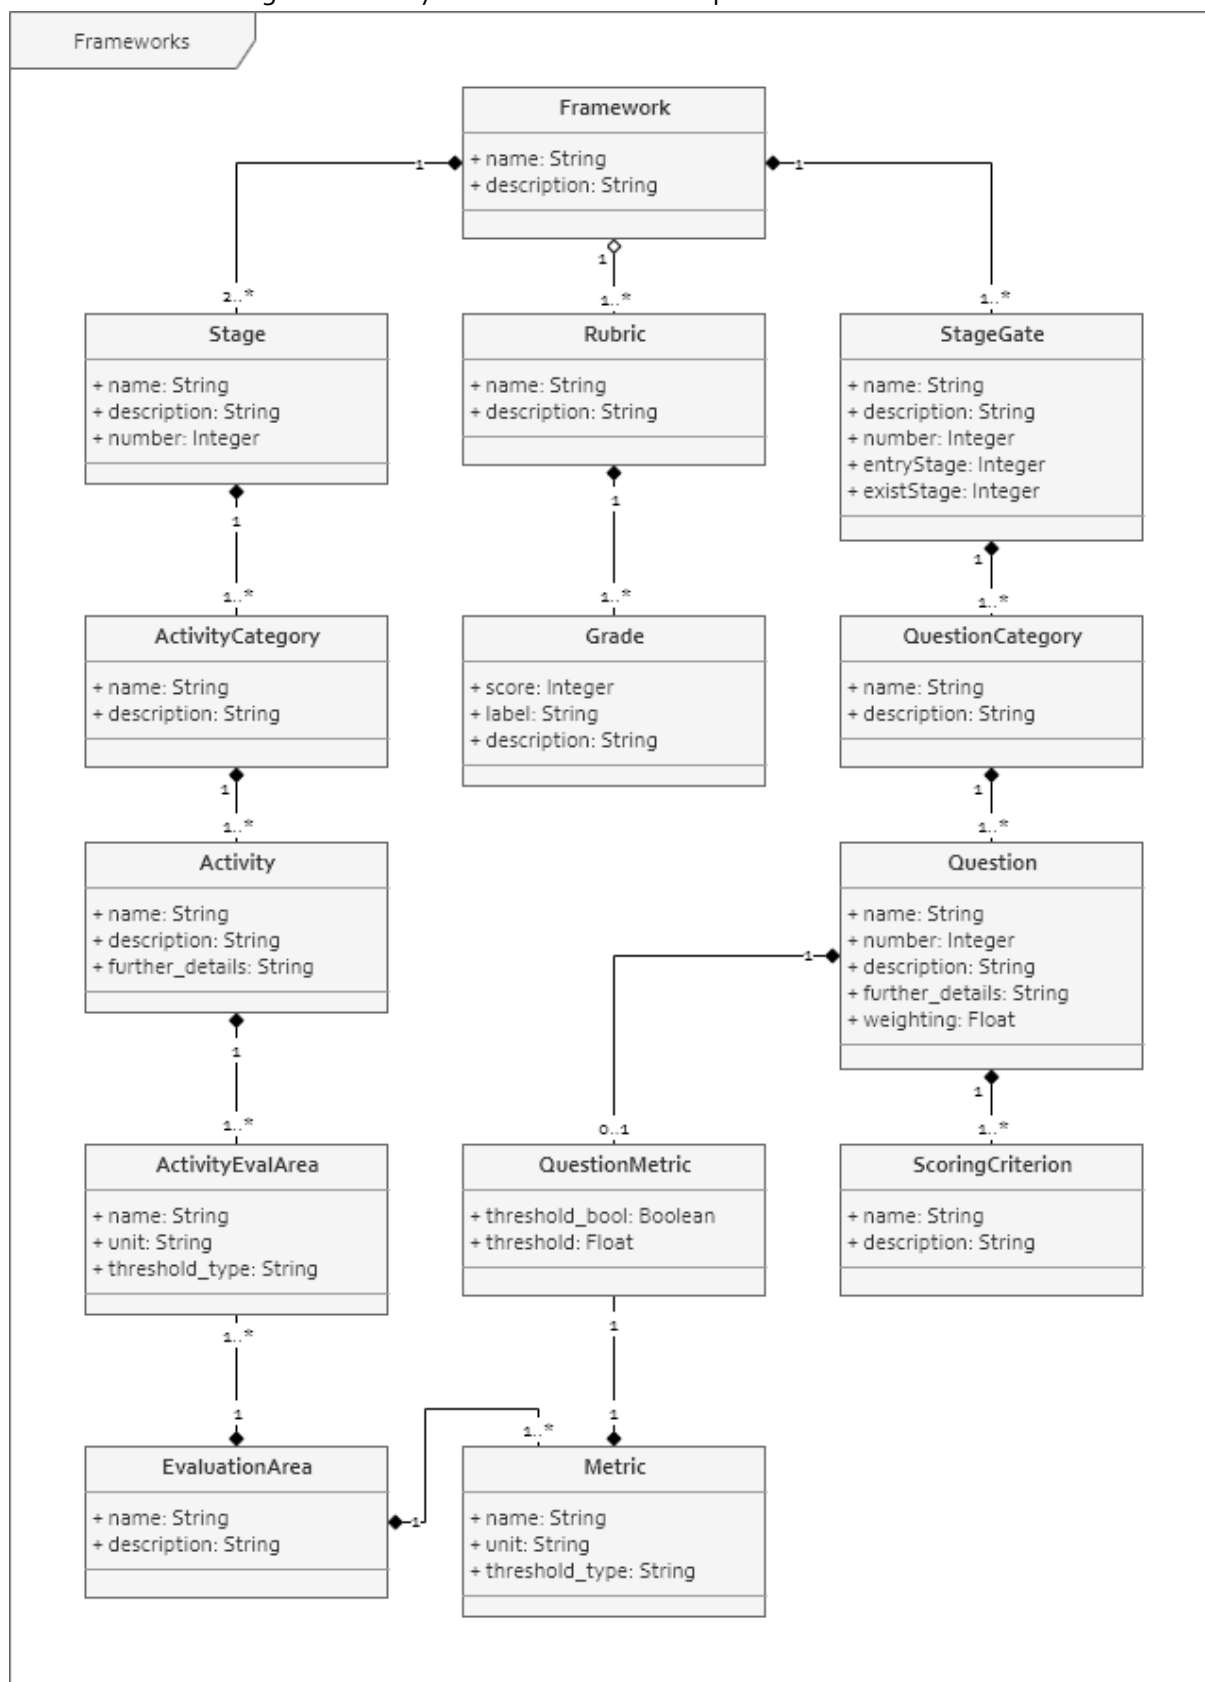 Frameworks
Framework
+ name: String
+ description: String
1
1
1
2..*
1..*
1..*
Stage
+ name: String
+ description: String
+ number: Integer
Rubric
+ name: String
+ description: String
StageGate
+ name: String
+ description: String
+ number: Integer
+ entryStage: Integer
+ existStage: Integer
1
1
1
1..*
1..*
1..*
ActivityCategory
+ name: String
+ description: String
Grade
+ score: Integer
+ label: String
+ description: String
QuestionCategory
+ name: String
+ description: String
1
1
1..*
1..*
Activity
+ name: String
+ description: String
+ further_details: String
Question
+ name: String
+ number: Integer
+ description: String
+ further_details: String
+ weighting: Float
1
1
1
1..*
0..1
1..*
ActivityEvalArea
+ name: String
+ unit: String
+ threshold_type: String
QuestionMetric
+ threshold_bool: Boolean
+ threshold: Float
ScoringCriterion
+ name: String
+ description: String
1..*
1
1
1..*
1
EvaluationArea
+ name: String
+ description: String
1
Metric
+ name: String
+ unit: String
+ threshold_type: String